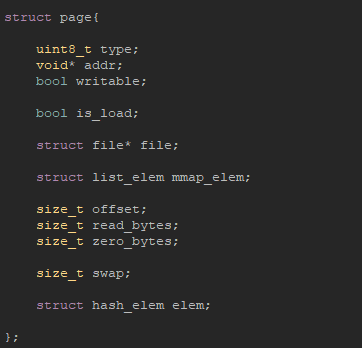 struct page{
uint8_t type;
void* addr;
bool writable;
bool is_load;
struct file* file;
struct list_elem mmap_elem;
size_t offset;
size_t read_bytes;
size_t zero_bytes;
size_t swap;
struct hash_elem elem;
};